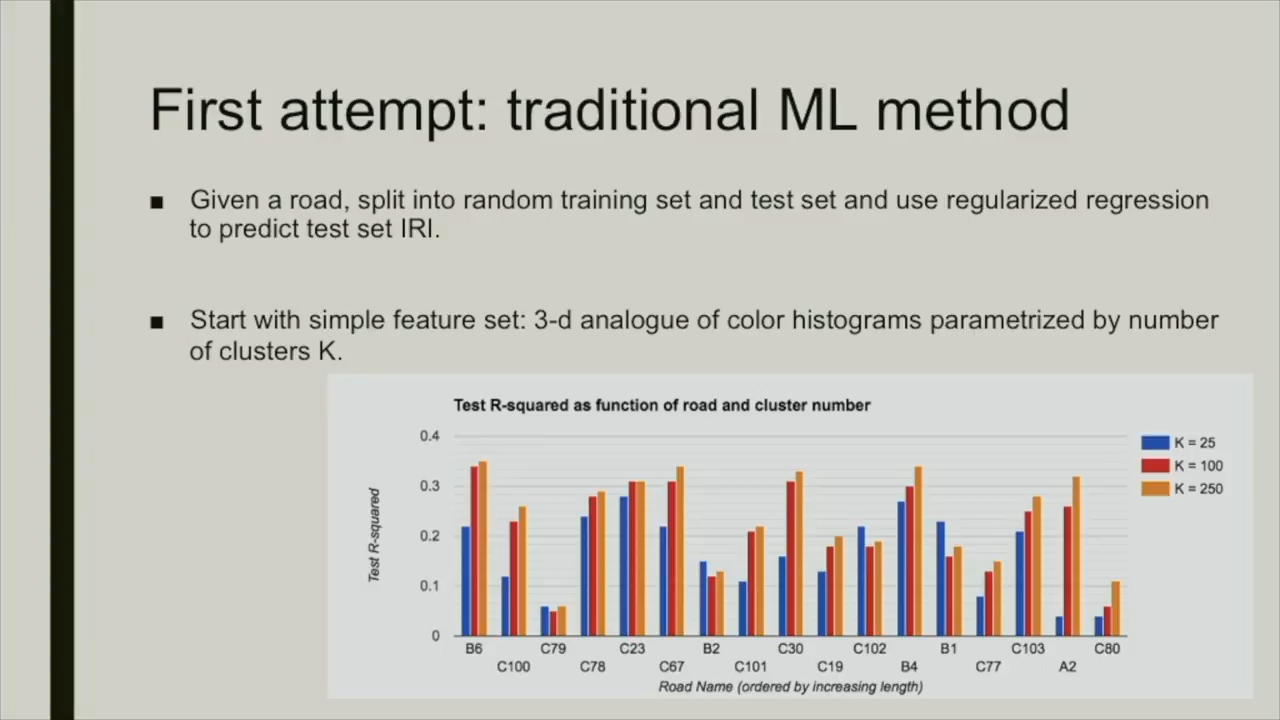 First attempt: traditional ML method
■ Given a road, split into random training set and test set and use regularized regression
to predict test set IRI.
■ Start with simple feature set: 3-d analogue of color histograms parametrized by number
of clusters K.
Test R-squared as function of road and cluster number
0.4
0.3
0.2
0.1
0
Test R-squared
K = 25
K = 100
K = 250
B6 C79 C23 B2 C30 C102 B1 C103 C80
C100 C78 C67 C101 C19 B4 C77 A2
Road Name (ordered by increasing length)